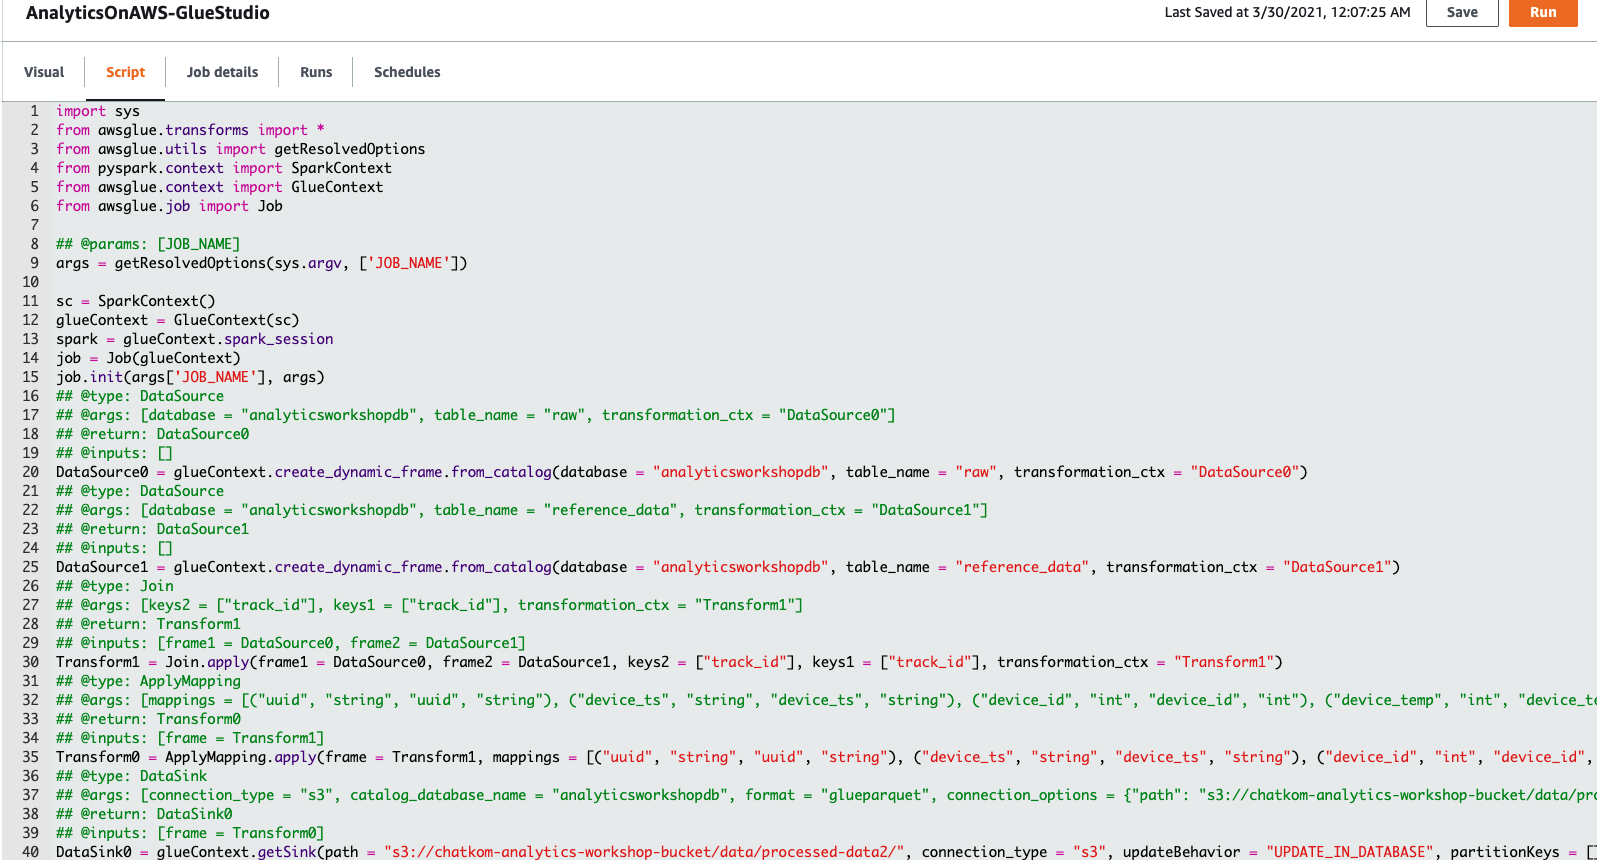 AnalyticsOnAWS-GlueStudio
Last Saved at 3/30/2021, 12:07:25 AM Save Run
Visual Script Job details Runs Schedules
1 import sys
2 from awsglue.transforms import *
3 from awsglue.utils import getResolvedOptions
4 from pyspark.context import SparkContext
5 from awsglue.context import GlueContext
6 from awsglue.job import Job
7
8 ## @params: [JOB_NAME]
9 args = getResolvedOptions(sys.argv, ['JOB_NAME'])
10
11 sc = SparkContext()
12 glueContext = GlueContext(sc)
13 spark = glueContext.spark_session
14 job = Job(glueContext)
15 job.init(args['JOB_NAME'], args)
16 ## @type: DataSource
17 ## @args: [database = "analyticsworkshopdb", table_name = "raw", transformation_ctx = "DataSource0"]
18 ## @return: DataSource0
19 ## @inputs: []
20 DataSource0 = glueContext.create_dynamic_frame.from_catalog(database = "analyticsworkshopdb", table_name = "raw", transformation_ctx = "DataSource0")
21 ## @type: DataSource
22 ## @args: [database = "analyticsworkshopdb", table_name = "reference_data", transformation_ctx = "DataSource1"]
23 ## @return: DataSource1
24 ## @inputs: []
25 DataSource1 = glueContext.create_dynamic_frame.from_catalog(database = "analyticsworkshopdb", table_name = "reference_data", transformation_ctx = "DataSource1")
26 ## @type: Join
27 ## @args: [keys2 = ["track_id"], keys1 = ["track_id"], transformation_ctx = "Transform1"]
28 ## @return: Transform1
29 ## @inputs: [frame1 = DataSource0, frame2 = DataSource1]
30 Transform1 = Join.apply(frame1 = DataSource0, frame2 = DataSource1, keys2 = ["track_id"], keys1 = ["track_id"], transformation_ctx = "Transform1")
31 ## @type: ApplyMapping
32 ## @args: [mappings = [("uuid", "string", "uuid", "string"), ("device_ts", "string", "device_ts", "string"), ("device_id", "int", "device_id", "int"), ("device_temp", "int", "device_te
33 ## @return: Transform0
34 ## @inputs: [frame = Transform1]
35 Transform0 = ApplyMapping.apply(frame = Transform1, mappings = [("uuid", "string", "uuid", "string"), ("device_ts", "string", "device_ts", "string"), ("device_id", "int", "device_id",
36 ## @type: DataSink
37 ## @args: [connection_type = "s3", catalog_database_name = "analyticsworkshopdb", format = "glueparquet", connection_options = {"path": "s3://chatkom-analytics-workshop-bucket/data/pro
38 ## @return: DataSink0
39 ## @inputs: [frame = Transform0]
40 DataSink0 = glueContext.getSink(path = "s3://chatkom-analytics-workshop-bucket/data/processed-data2/", connection_type = "s3", updateBehavior = "UPDATE_IN_DATABASE", partitionKeys = []